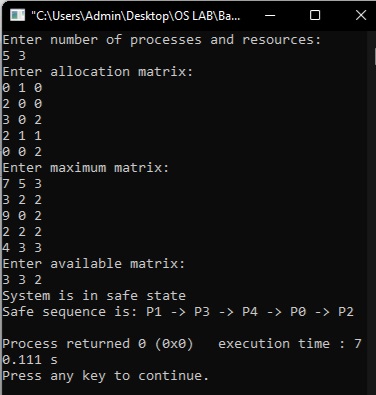 "C:\Users\Admin\Desktop\OS LAB\Ba...
Enter number of processes and resources:
5 3
Enter allocation matrix:
0 1 0
2 0 0
3 0 2
2 1 1
0 0 2
Enter maximum matrix:
7 5 3
3 2 2
9 0 2
2 2 2
4 3 3
Enter available matrix:
3 3 2
System is in safe state
Safe sequence is: P1 -> P3 -> P4 -> P0 -> P2
Process returned 0 (0x0)   execution time : 7
0.111 s
Press any key to continue.